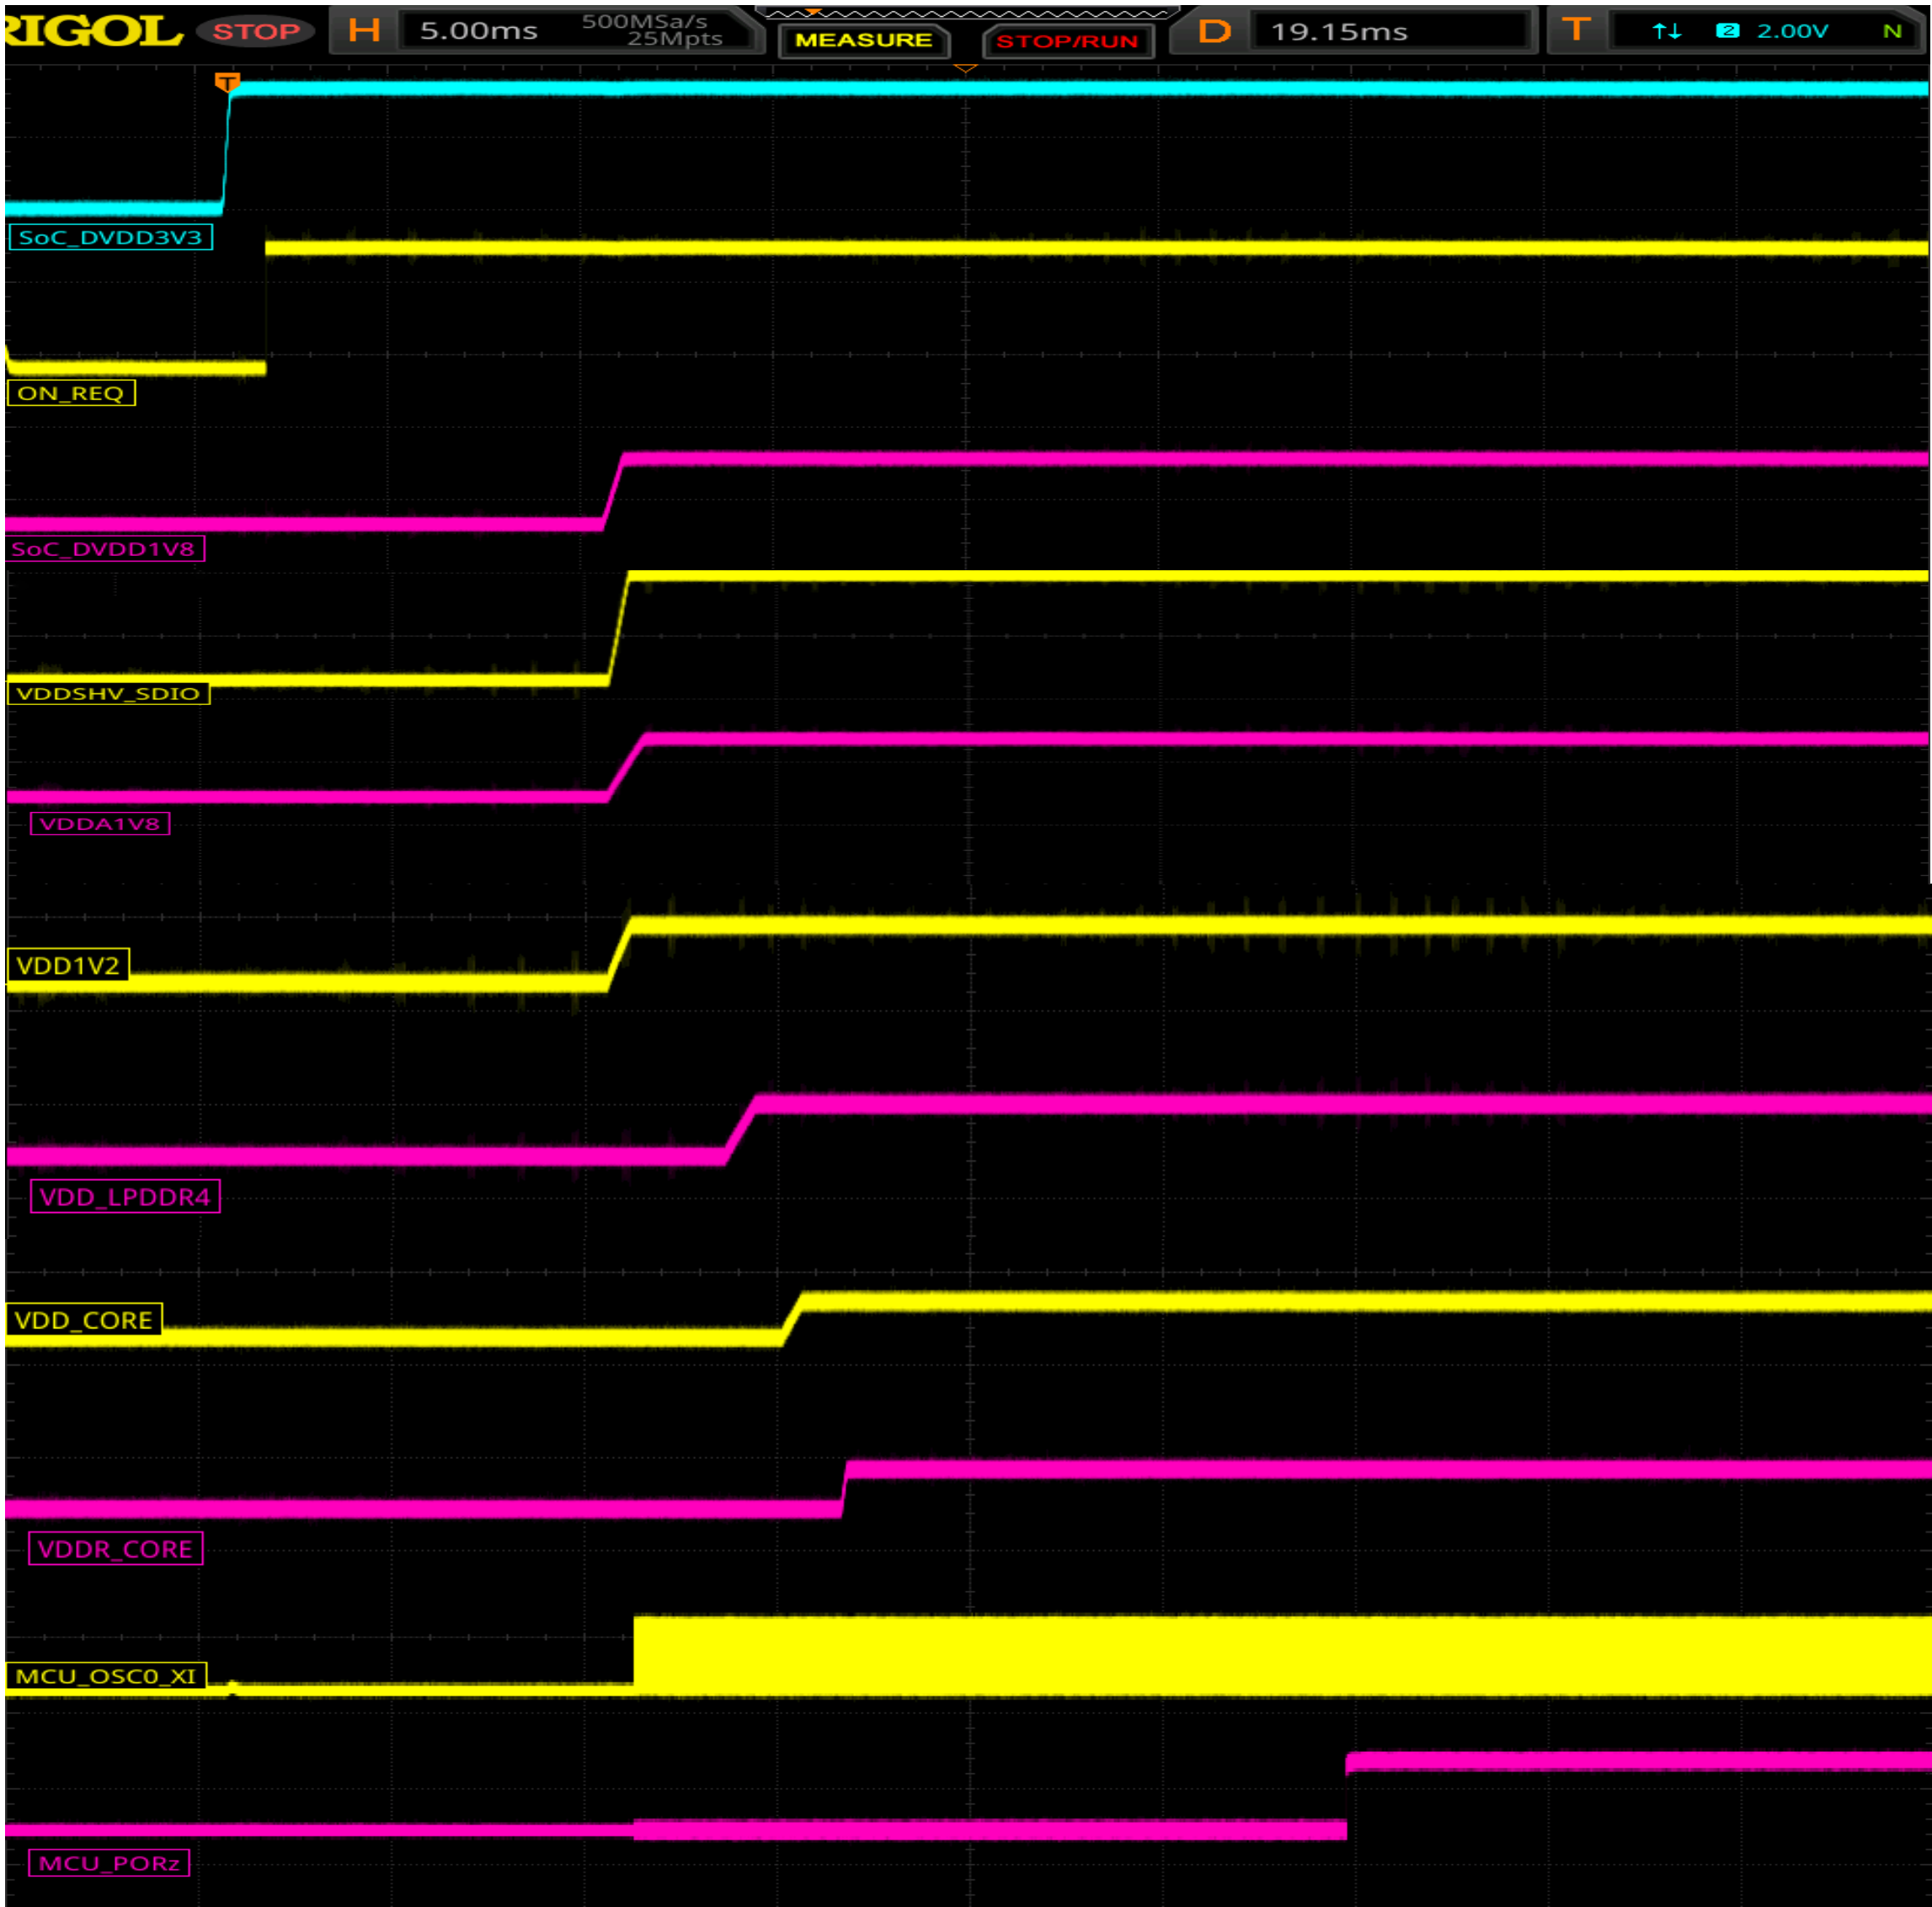 RIGOL STOP H 5.00ms 500MSa/s 25Mpts MEASURE STOP/RUN D 19.15ms T 2 2.00V N
T
SoC_DVDD3V3
ON_REQ
SoC_DVDD1V8
VDDSHV_SDIO
VDDA1V8
VDD1V2
VDD_LPDDR4
VDD_CORE
VDDR_CORE
MCU_OSC0_XI
MCU_PORz